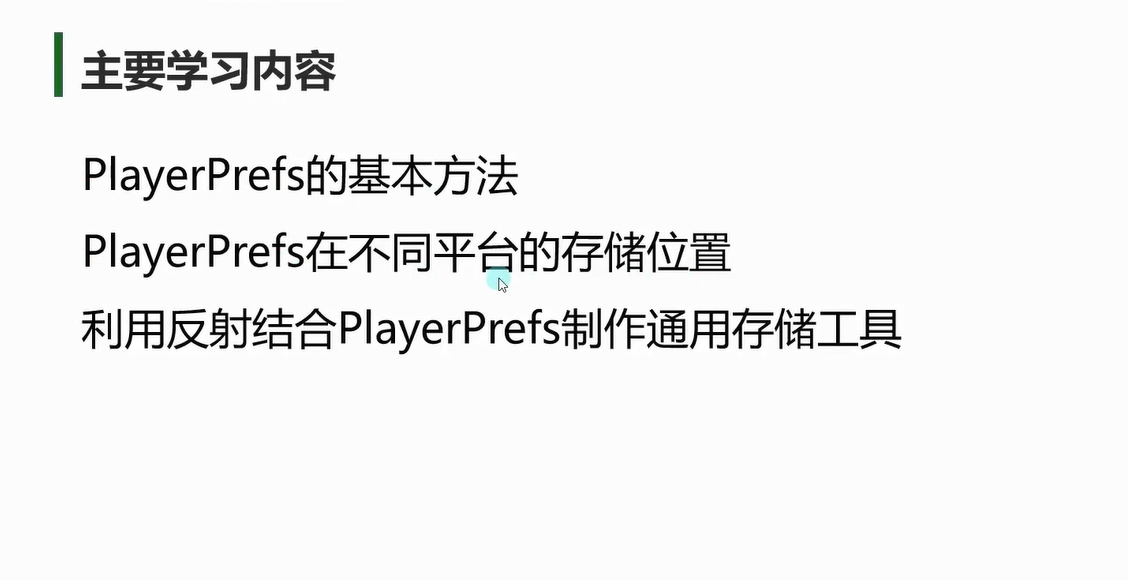 主要学习内容
PlayerPrefs的基本方法
PlayerPrefs在不同平台的存储位置
利用反射结合PlayerPrefs制作通用存储工具